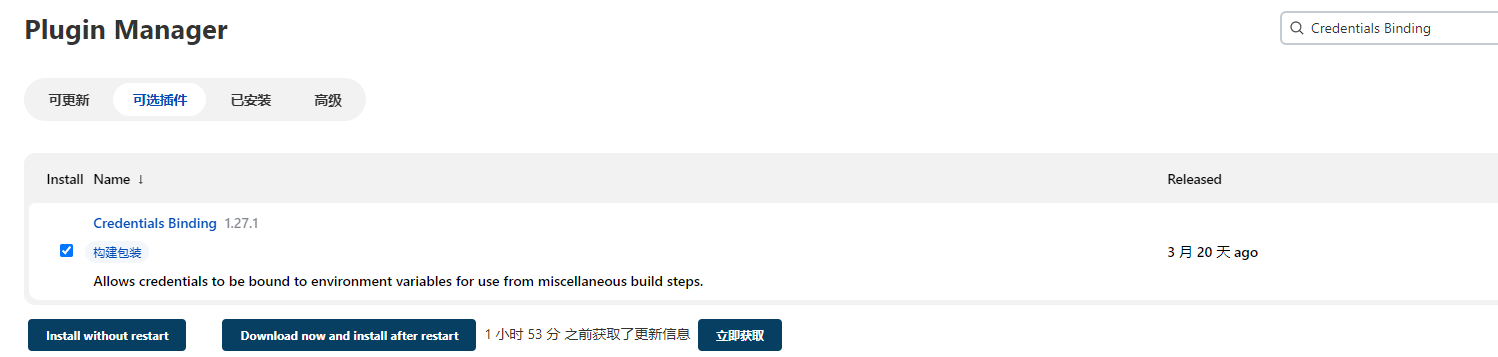 Plugin Manager
Credentials Binding
可更新 可选插件 已安装 高级
Install Name ↓ Released
Credentials Binding 1.27.1
构建包装
3 月 20 天 ago
Allows credentials to be bound to environment variables for use from miscellaneous build steps.
Install without restart Download now and install after restart 1 小时 53 分 之前获取了更新信息 立即获取